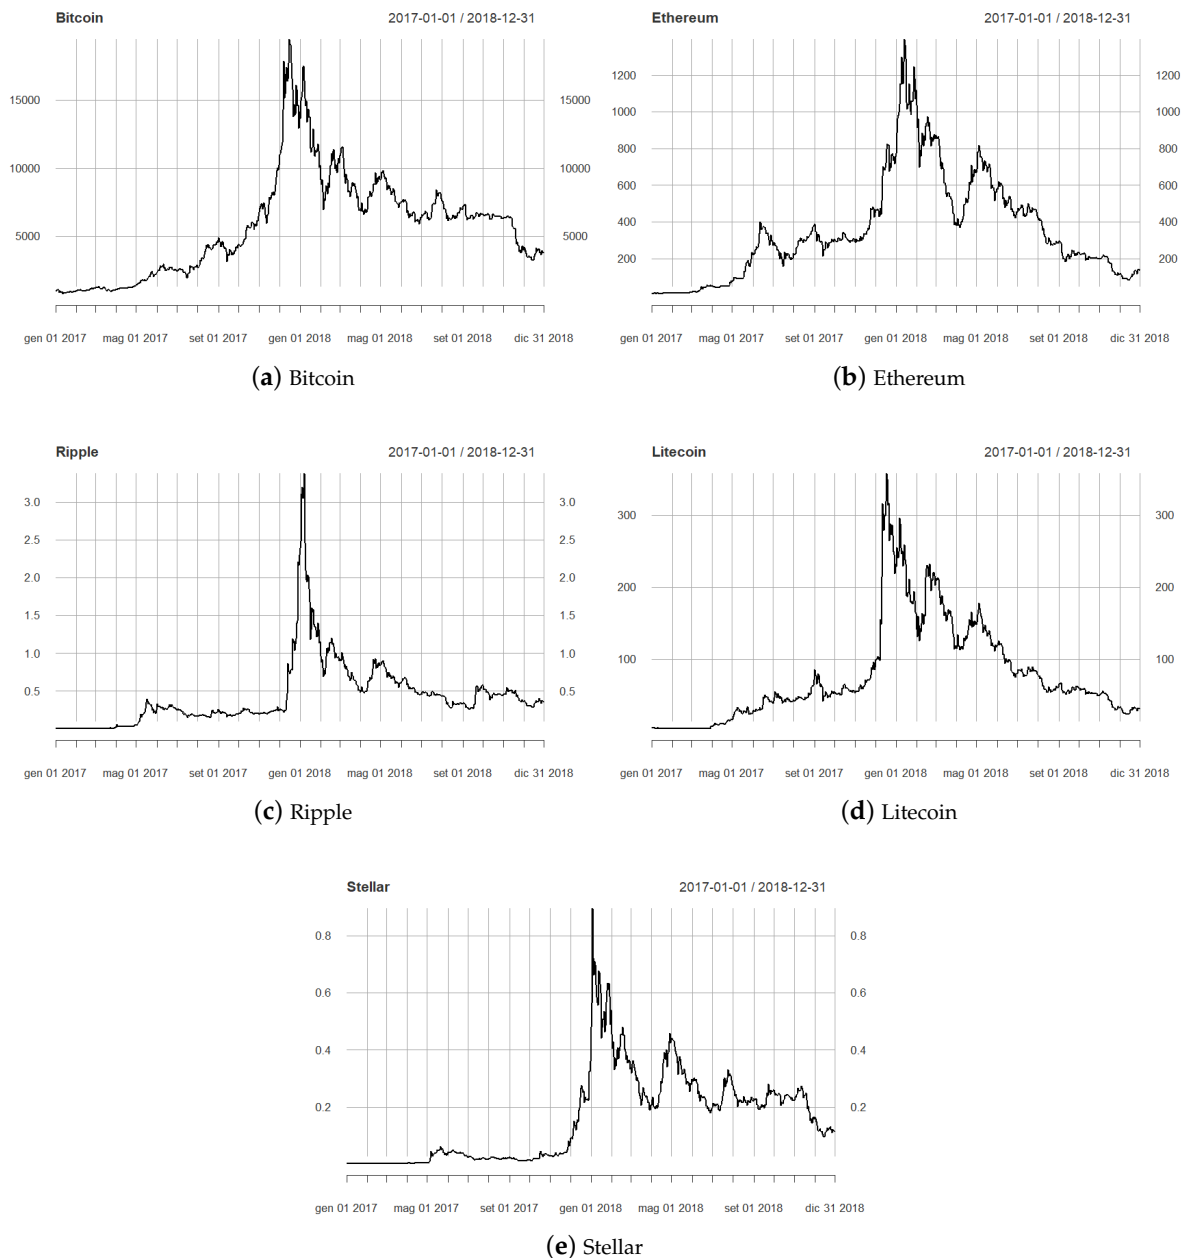 Bitcoin 2017-01-01 / 2018-12-31
15000 15000
10000 10000
5000 5000
gen 01 2017 mag 01 2017 set 01 2017 gen 01 2018 mag 01 2018 dic 31 2018
(a) Bitcoin
Ethereum 2017-01-01 / 2018-12-31
1200 1200
1000 1000
800 800
600 600
400 400
200 200
gen 01 2017 mag 01 2017 set 01 2017 gen 01 2018 mag 01 2018 set 01 2018 dic 31 2018
(b) Ethereum
Ripple 2017-01-01 / 2018-12-31
3.0 3.0
2.5 2.5
2.0 2.0
1.5 1.5
1.0 1.0
0.5 0.5
gen 01 2017 mag 01 2017 set 01 2017 gen 01 2018 mag 01 2018 set 01 2018 dic 31 2018
(c) Ripple
Litecoin 2017-01-01 / 2018-12-31
300 300
200 200
100 100
gen 01 2017 mag 01 2017 set 01 2017 gen 01 2018 mag 01 2018 set 01 2018 dic 31 2018
(d) Litecoin
Stellar 2017-01-01 / 2018-12-31
0.8 0.8
0.6 0.6
0.4 0.4
0.2 0.2
gen 01 2017 mag 01 2017 set 01 2017 gen 01 2018 mag 01 2018 set 01 2018 dic 31 2018
(e) Stellar